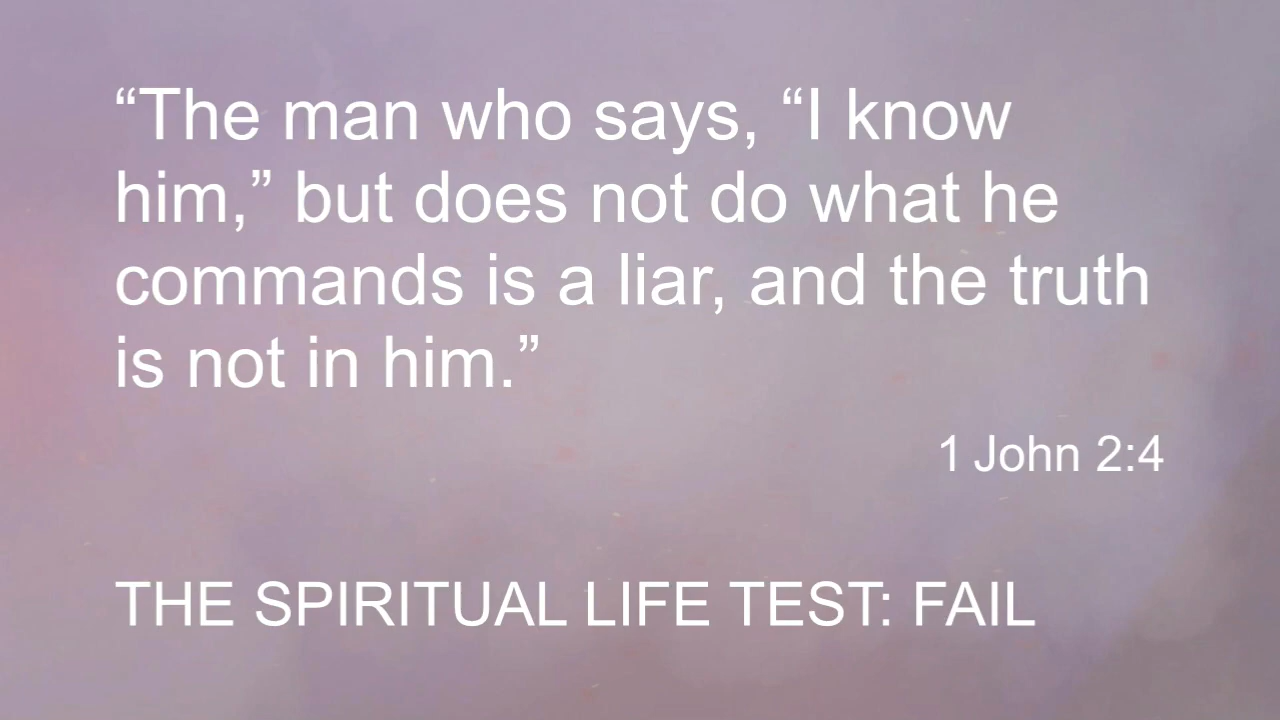 “The man who says, “I know
him,” but does not do what he
commands is a liar, and the truth
is not in him.”
1 John 2:4
THE SPIRITUAL LIFE TEST: FAIL